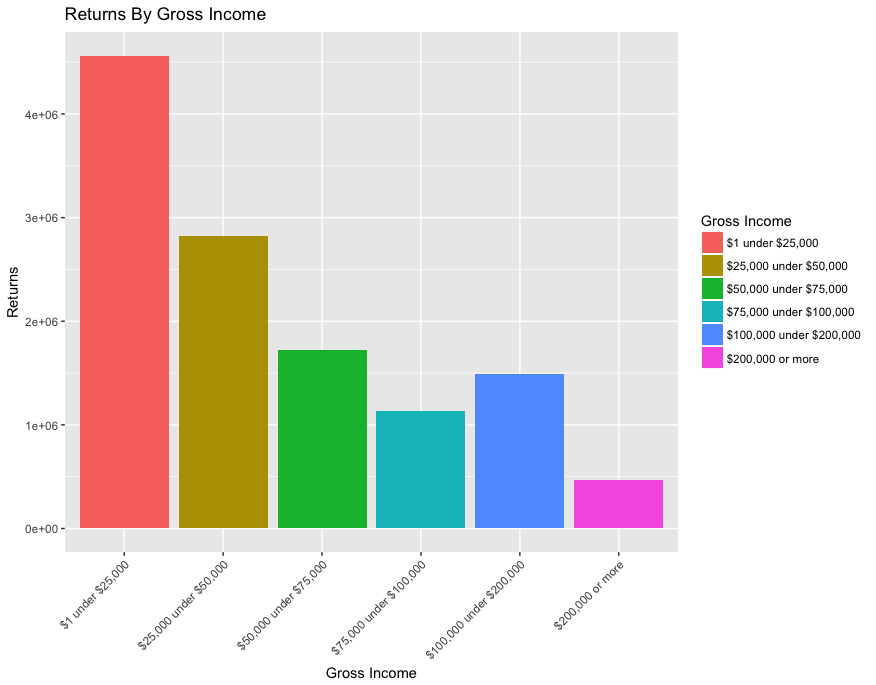 Returns By Gross Income
Returns
4e+06
3e+06
2e+06
1e+06
0e+00
$1 under $25,000
$25,000 under $50,000
$50,000 under $75,000
$75,000 under $100,000
$100,000 under $200,000
$200,000 or more
Gross Income
Gross Income
$1 under $25,000
$25,000 under $50,000
$50,000 under $75,000
$75,000 under $100,000
$100,000 under $200,000
$200,000 or more